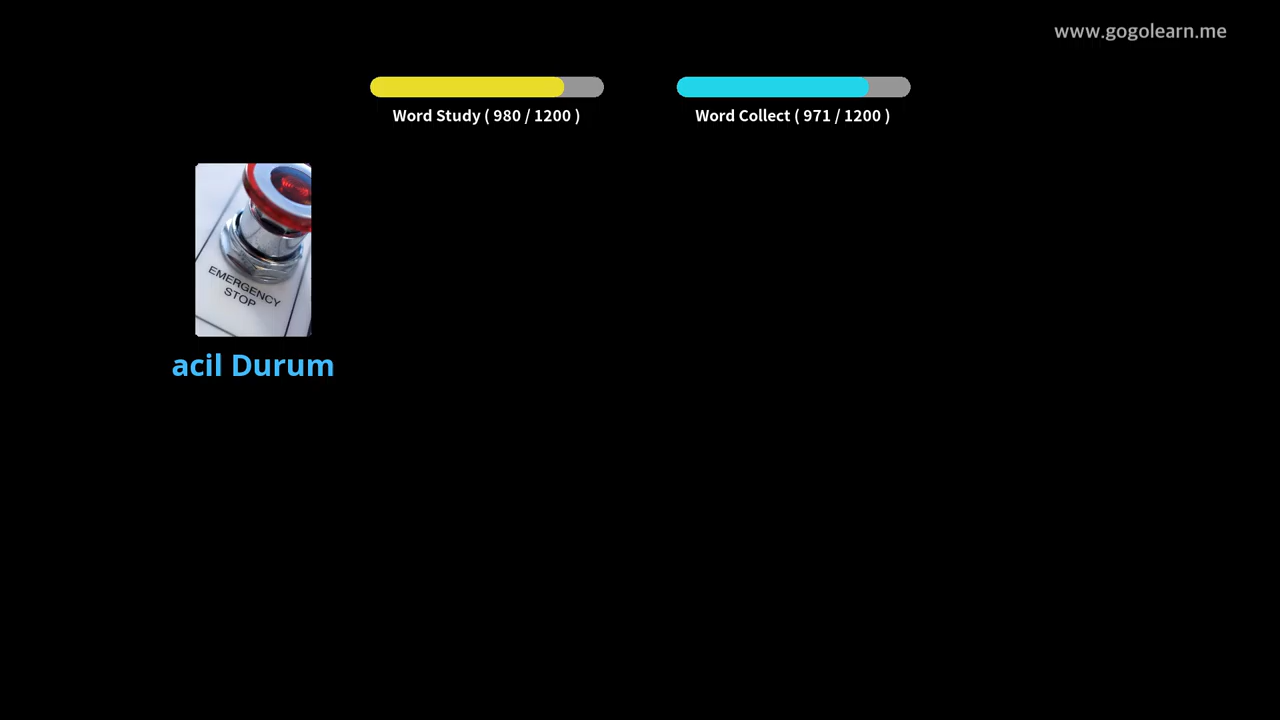 www.gogolearn.me
Word Study ( 980 / 1200 )
Word Collect ( 971 / 1200 )
EMERGENCY
STOP
acil Durum